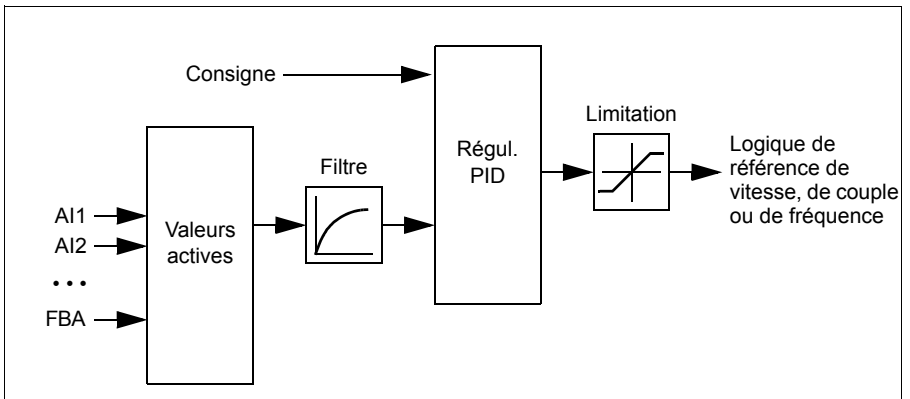 Consigne
Limitation
Filtre
Régul.
PID
Logique de
référence de
vitesse, de couple
ou de fréquence
AI1
AI2
• • •
FBA
Valeurs
actives